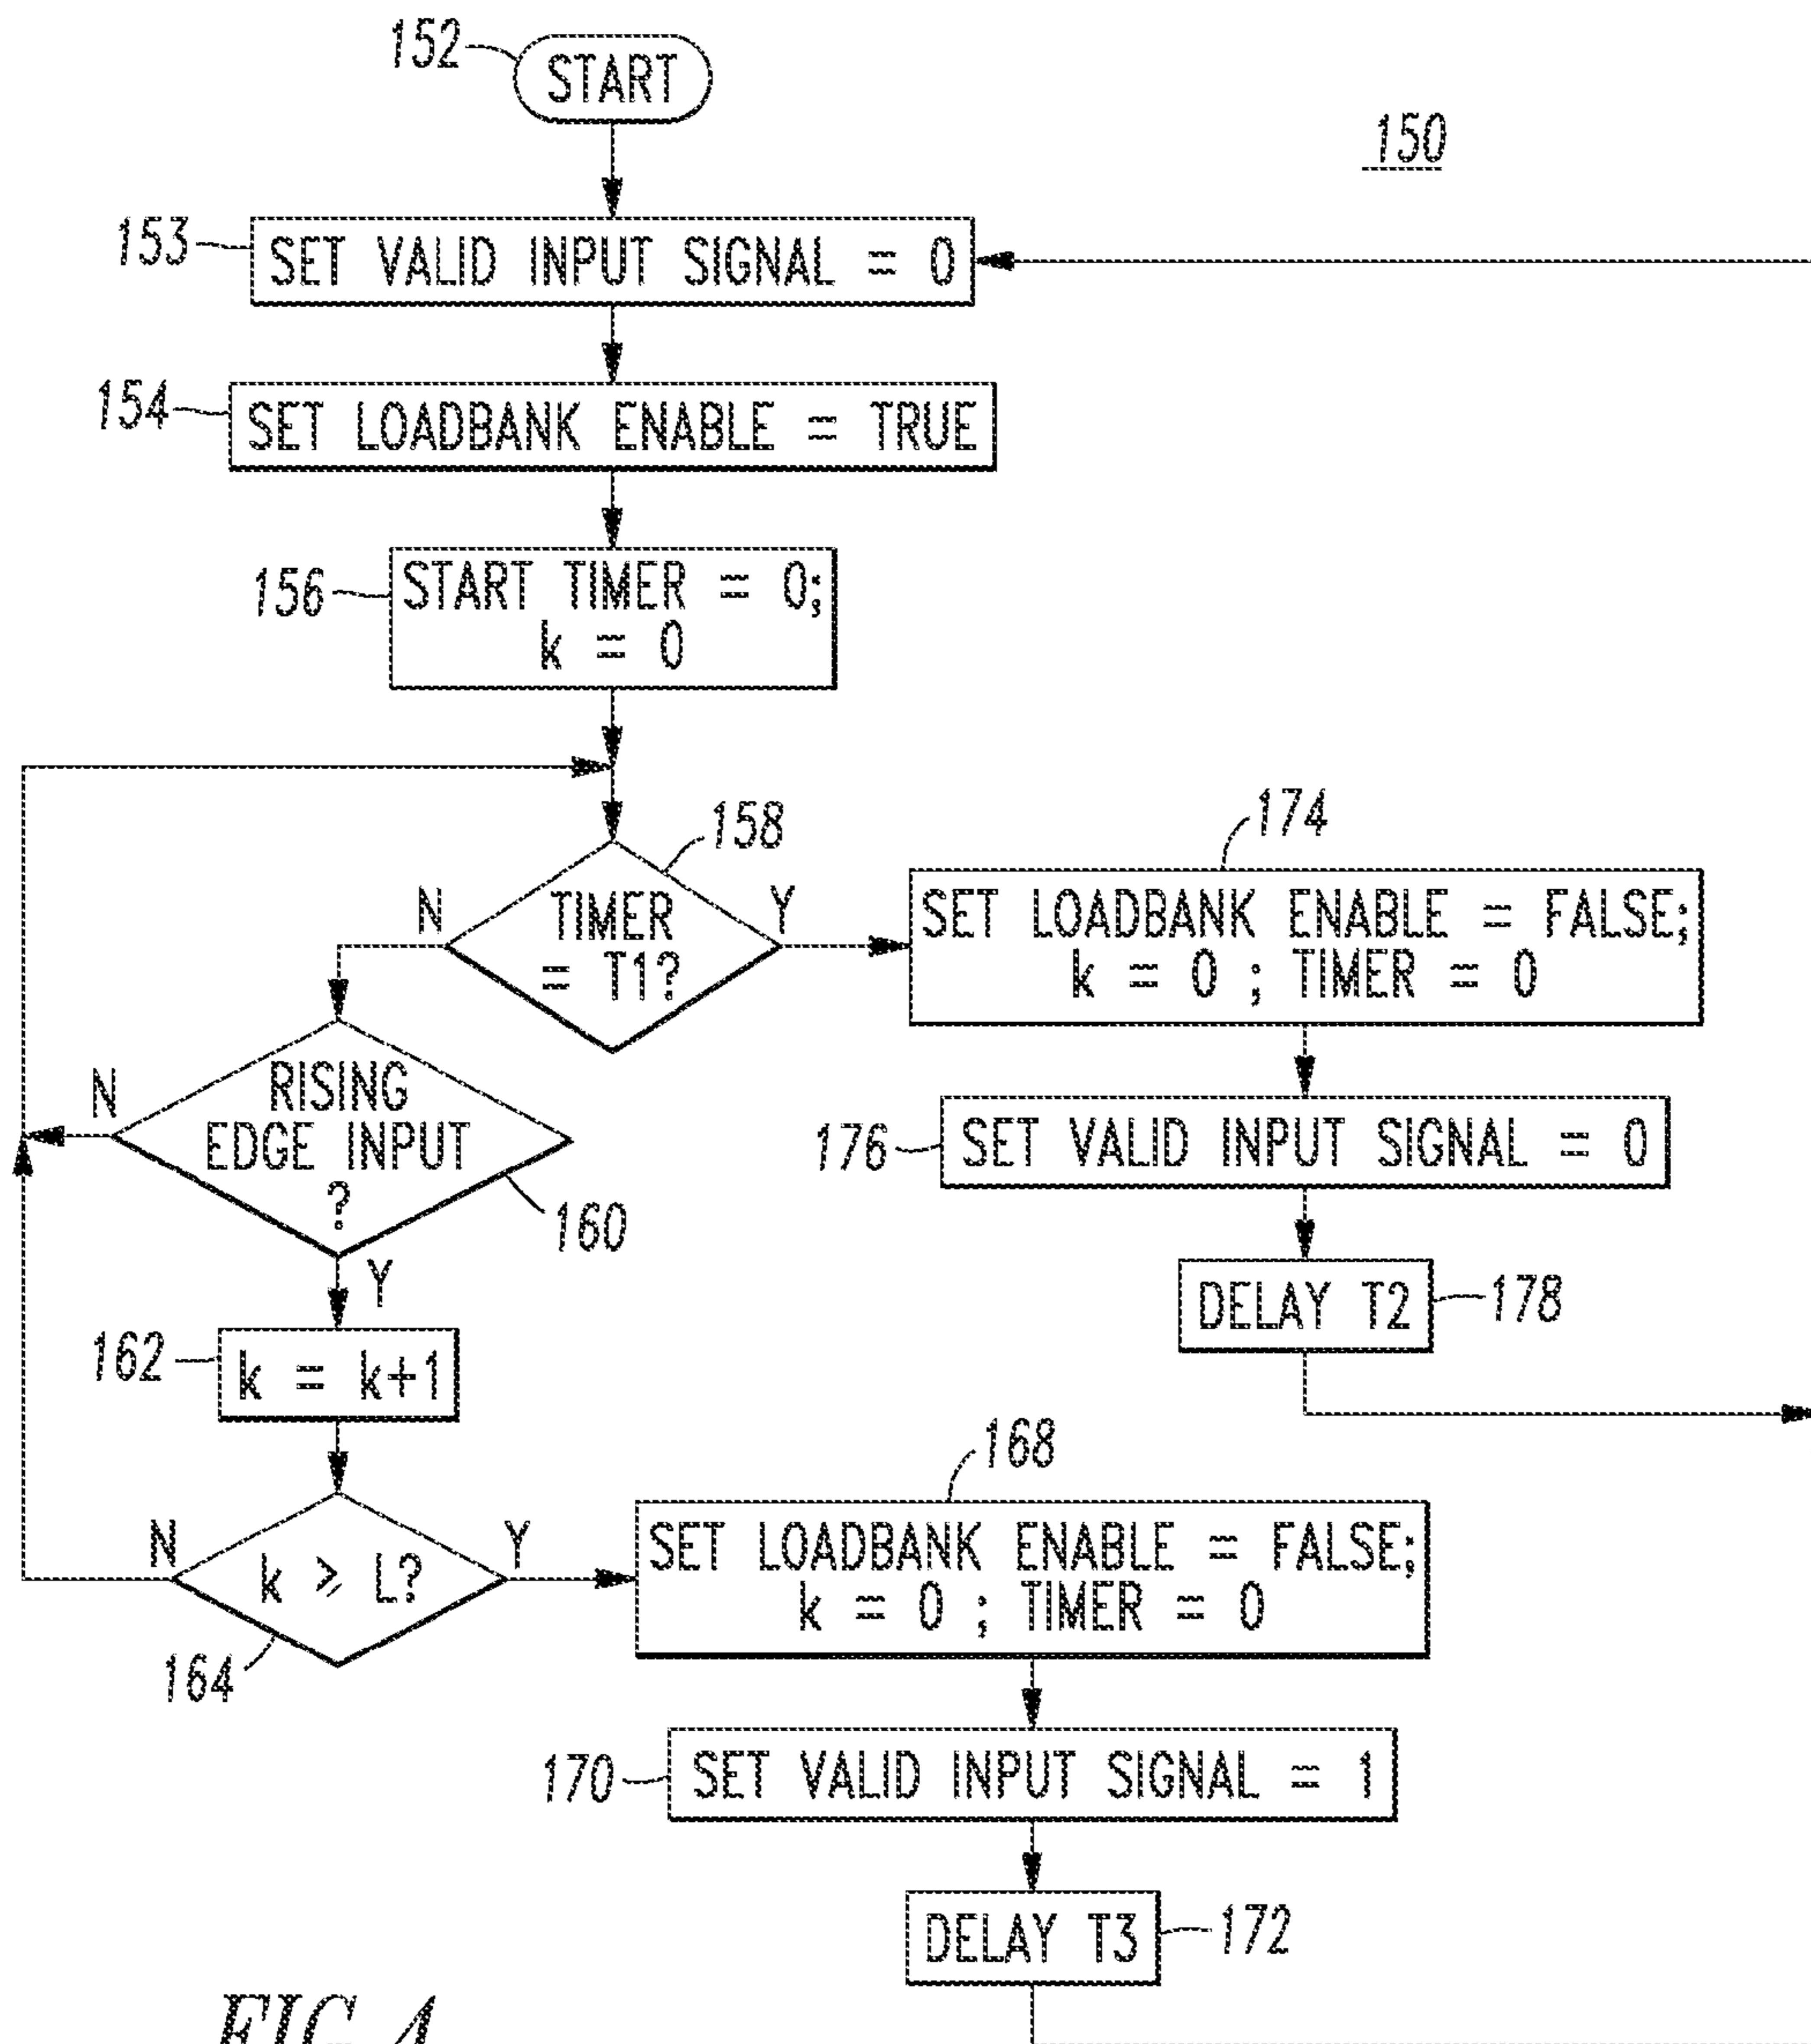 152
START
150
153
SET VALID INPUT SIGNAL = 0
154
SET LOADBANK ENABLE = TRUE
156
START TIMER = 0;
k = 0
158
N
TIMER
= T1?
Y
174
SET LOADBANK ENABLE = FALSE;
k = 0 ; TIMER = 0
N
RISING
EDGE INPUT
?
160
Y
176
SET VALID INPUT SIGNAL = 0
DELAY T2
178
162
k = k+1
168
N
k ≥ L?
Y
164
SET LOADBANK ENABLE = FALSE;
k = 0 ; TIMER = 0
170
SET VALID INPUT SIGNAL = 1
DELAY T3
172
FIG. 4